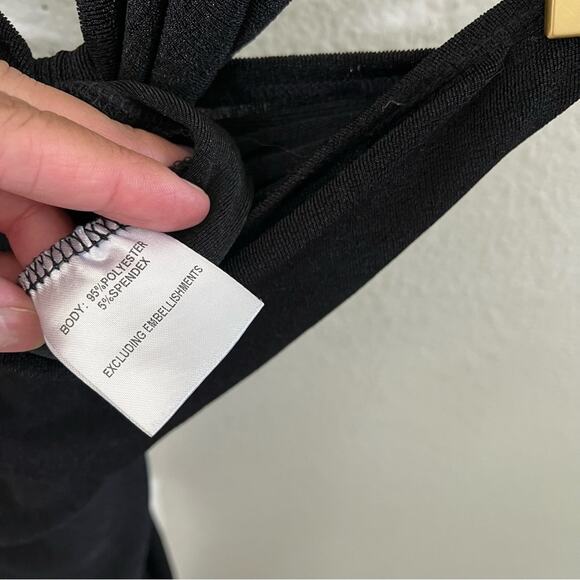 BODY: 95%POLYESTER
5%SPENDEX
EXCLUDING EMBELLISHMENTS